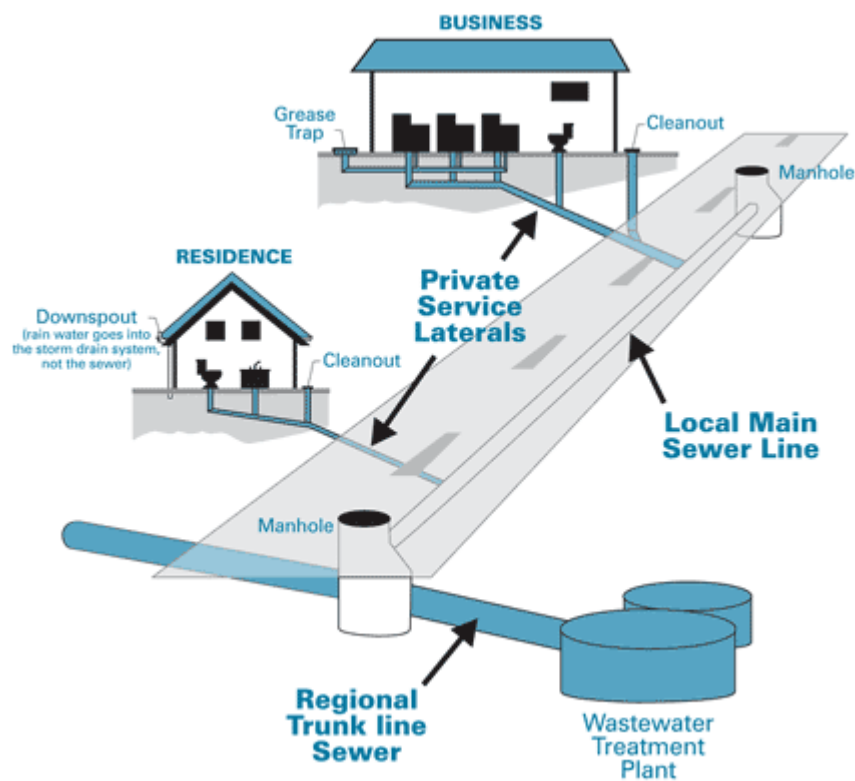 BUSINESS
Grease
Trap
Cleanout
Manhole
RESIDENCE
Private
Service
Laterals
Downspout
(rain water goes into
the storm drain system,
not the sewer)
Cleanout
Local Main
Sewer Line
Manhole
Regional
Trunk line
Sewer
Wastewater
Treatment
Plant